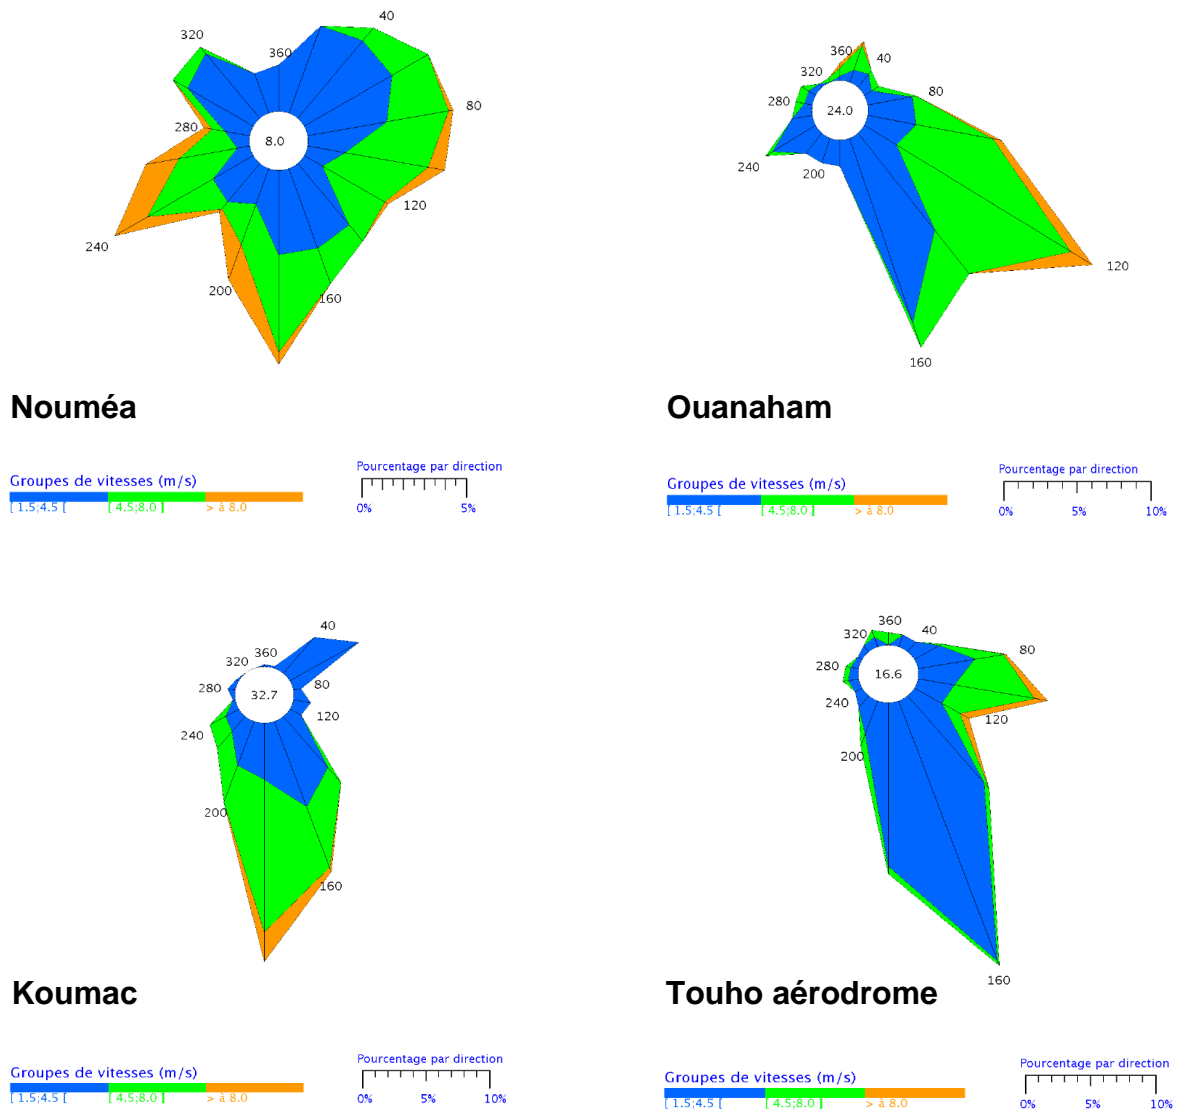 40
320
360
80
280
8.0
120
240
200
160
Nouméa
Groupes de vitesses (m/s)
[ 1.5;4.5 [ [ 4.5;8.0 ] > à 8.0
Pourcentage par direction
0% 5%
360
40
320
80
280
24.0
240
200
120
160
Ouanaham
Groupes de vitesses (m/s)
[ 1.5;4.5 [ [ 4.5;8.0 ] > à 8.0
Pourcentage par direction
0% 5% 10%
40
360
320
80
280
32.7
120
240
200
160
Koumac
Groupes de vitesses (m/s)
[ 1.5;4.5 [ [ 4.5;8.0 ] > à 8.0
Pourcentage par direction
0% 5% 10%
360
40
320
80
280
16.6
240
120
200
160
Touho aérodrome
Groupes de vitesses (m/s)
[ 1.5;4.5 [ [ 4.5;8.0 ] > à 8.0
Pourcentage par direction
0% 5% 10%